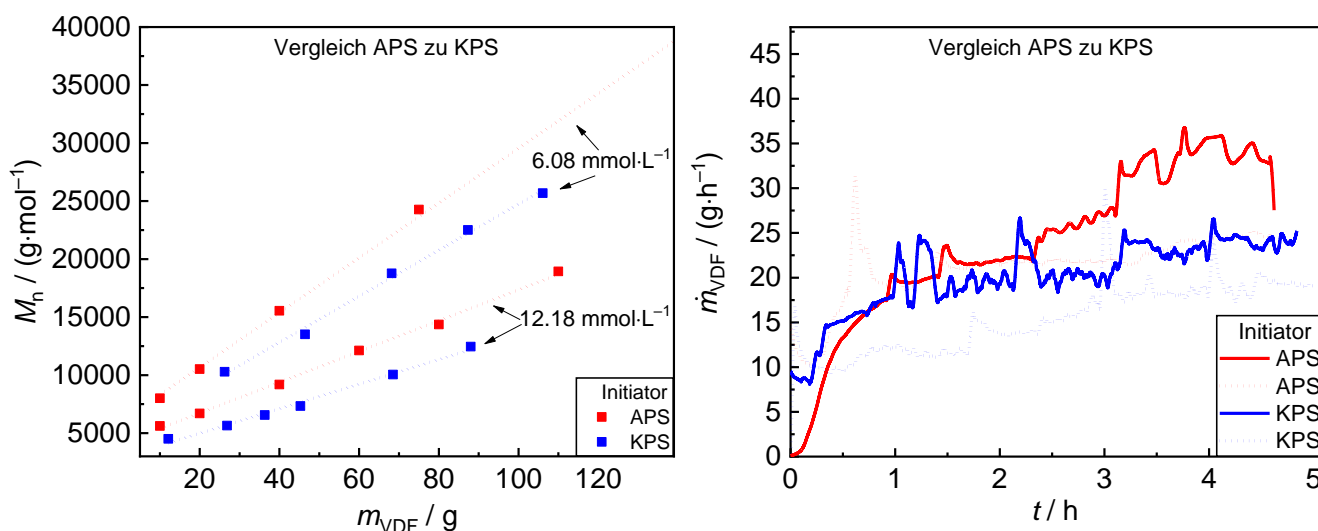 Vergleich APS zu KPS
40000
35000
30000
25000
20000
15000
10000
5000
Mn / (g·mol⁻¹)
6.08 mmol·L⁻¹
12.18 mmol·L⁻¹
Initiator
APS
KPS
20 40 60 80 100 120
mVDF / g
Vergleich APS zu KPS
45
40
35
30
25
20
15
10
5
0
ṁVDF / (g·h⁻¹)
Initiator
APS
APS
KPS
KPS
0 1 2 3 4 5
t / h